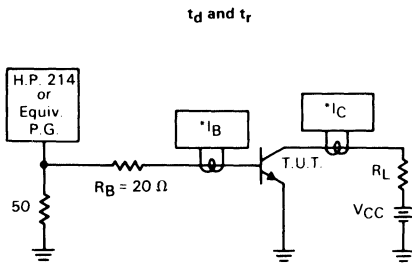 td and tr
H.P. 214
or
Equiv.
P.G.
*IB
*IC
T.U.T.
RL
RB = 20 Ω
50
VCC